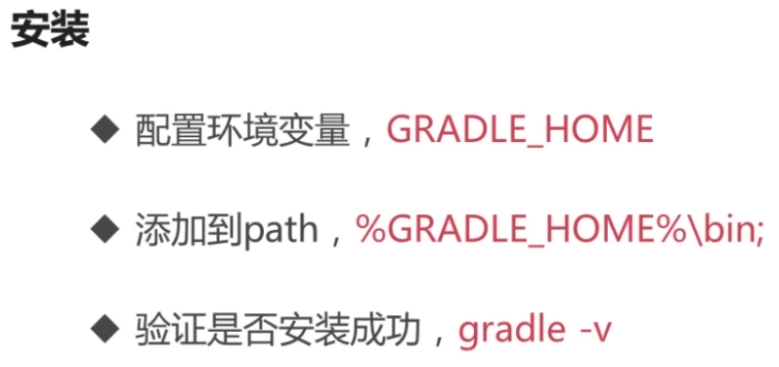 安装
◆ 配置环境变量，GRADLE_HOME
◆ 添加到path，%GRADLE_HOME%\bin;
◆ 验证是否安装成功，gradle -v